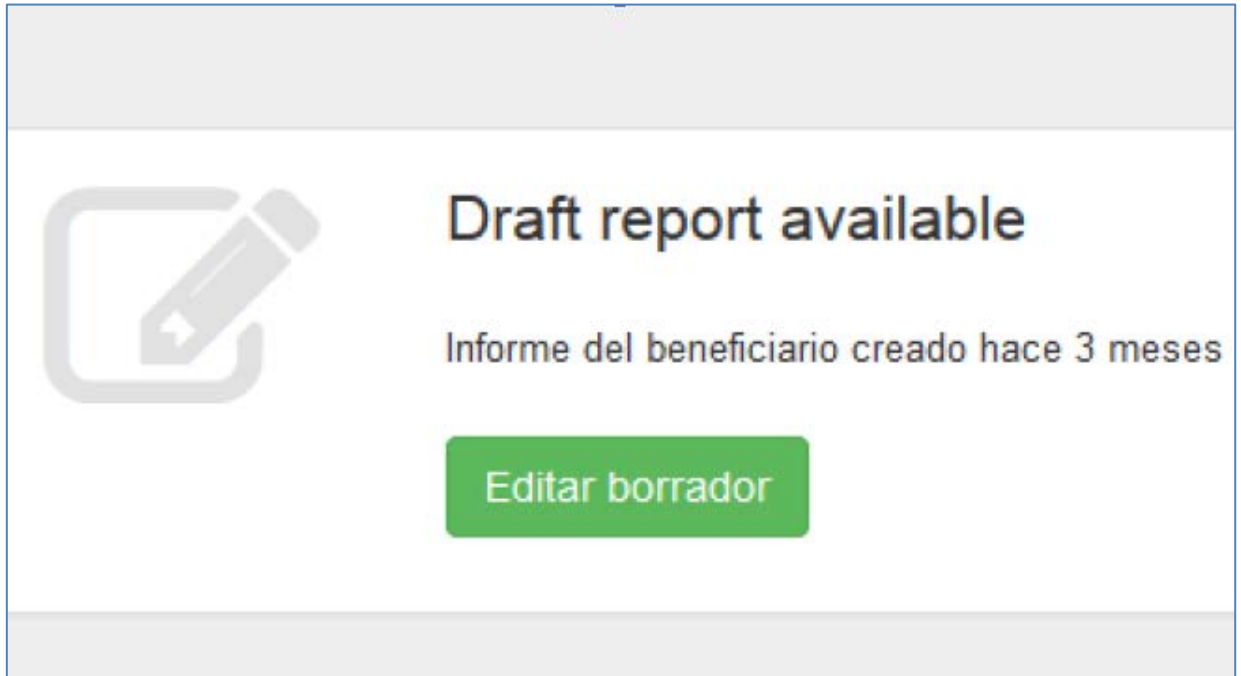 Draft report available
Informe del beneficiario creado hace 3 meses
Editar borrador